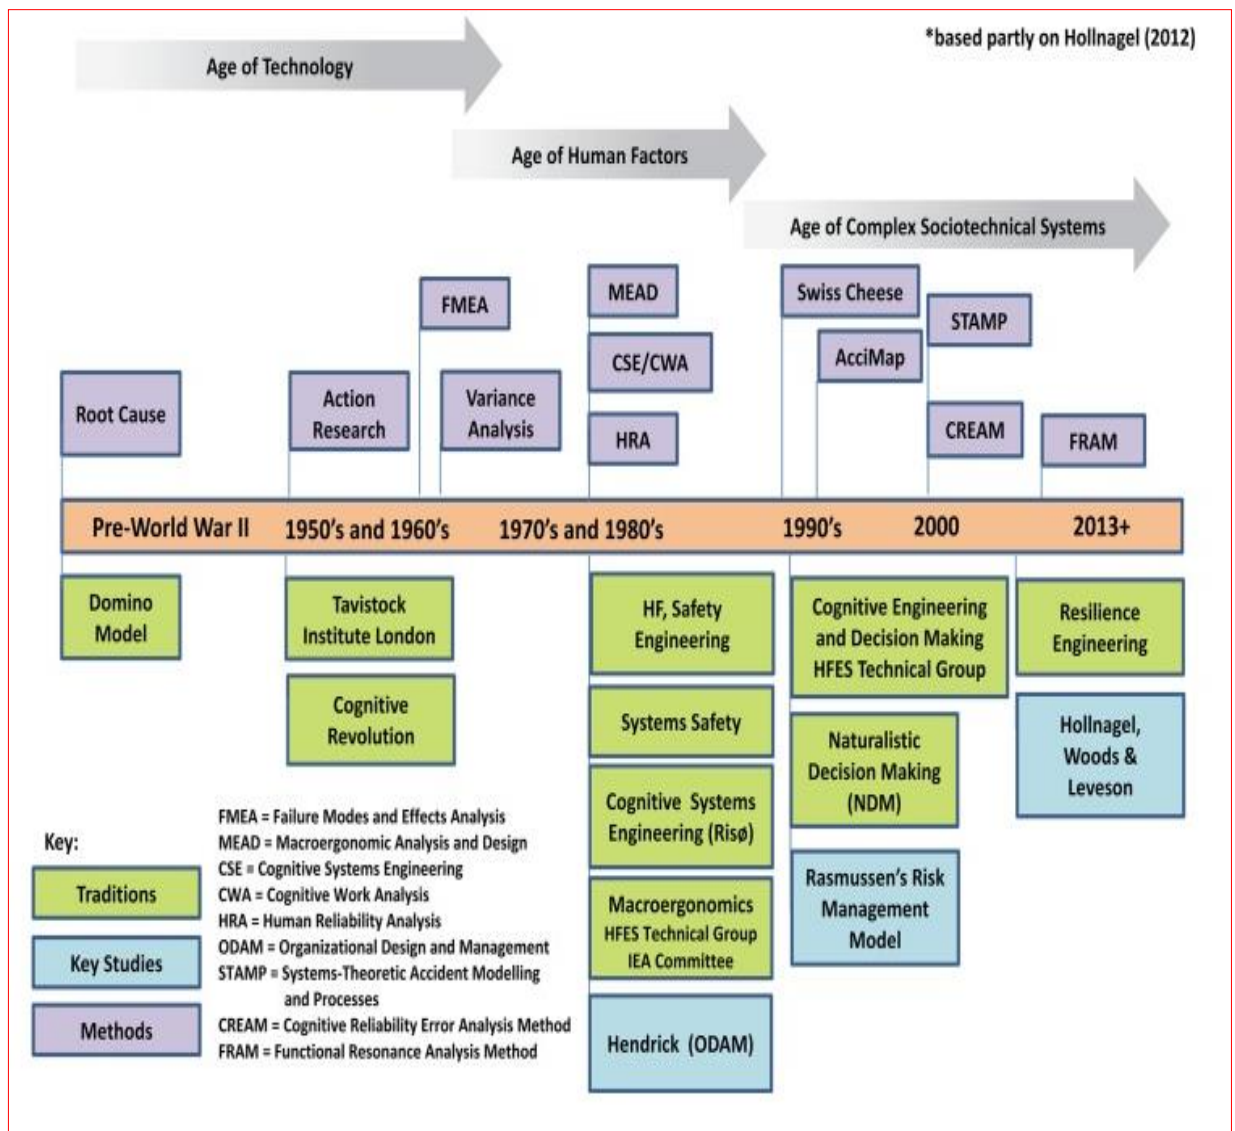 *based partly on Hollnagel (2012)
Age of Technology
Age of Human Factors
Age of Complex Sociotechnical Systems
FMEA
MEAD
Swiss Cheese
STAMP
CSE/CWA
AcciMap
Root Cause
Action
Research
Variance
Analysis
HRA
CREAM
FRAM
Pre-World War II
1950's and 1960's
1970's and 1980's
1990's
2000
2013+
Domino
Model
Tavistock
Institute London
Cognitive
Revolution
HF, Safety
Engineering
Systems Safety
Cognitive Systems
Engineering (Risø)
Macroergonomics
HFES Technical Group
IEA Committee
Hendrick (ODAM)
Cognitive Engineering
and Decision Making
HFES Technical Group
Naturalistic
Decision Making
(NDM)
Rasmussen's Risk
Management
Model
Resilience
Engineering
Hollnagel,
Woods &
Leveson
Key:
Traditions
Key Studies
Methods
FMEA = Failure Modes and Effects Analysis
MEAD = Macroergonomic Analysis and Design
CSE = Cognitive Systems Engineering
CWA = Cognitive Work Analysis
HRA = Human Reliability Analysis
ODAM = Organizational Design and Management
STAMP = Systems-Theoretic Accident Modelling
and Processes
CREAM = Cognitive Reliability Error Analysis Method
FRAM = Functional Resonance Analysis Method